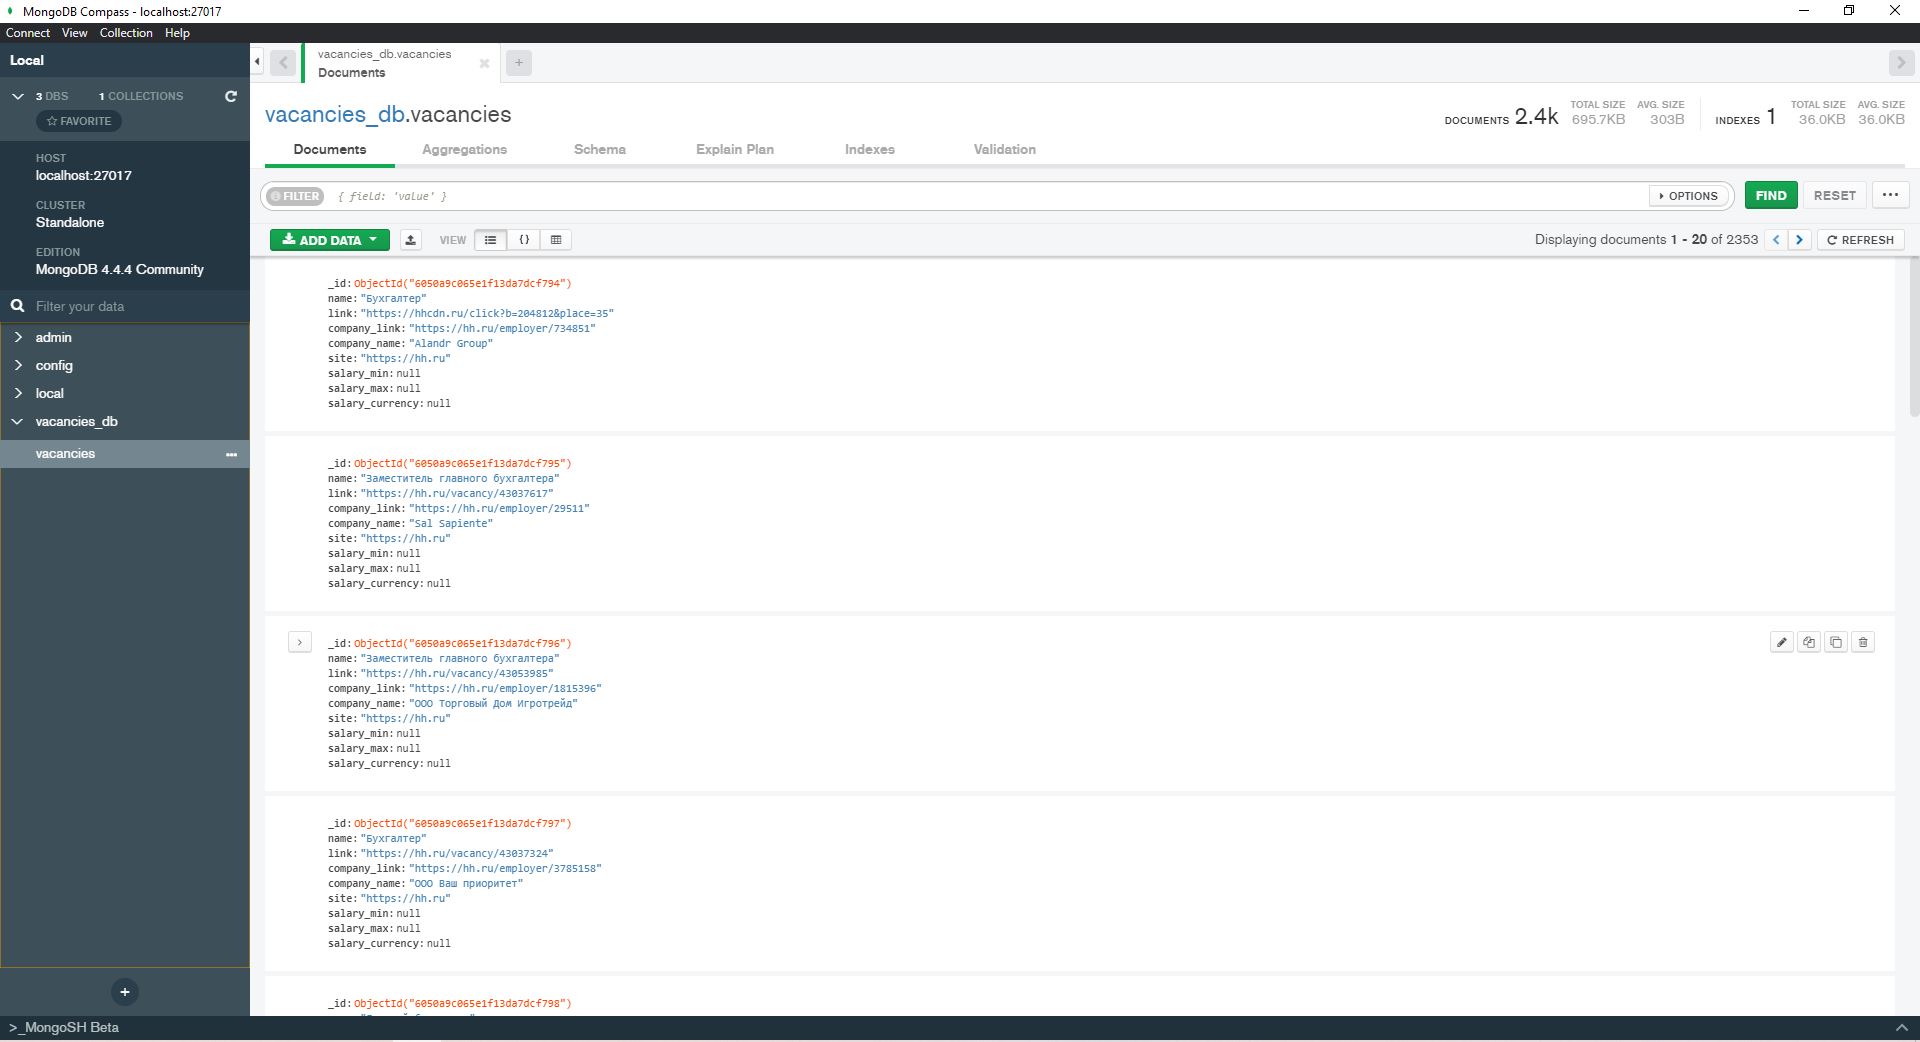 MongoDB Compass - localhost:27017
Connect View Collection Help
Local
3 DBS 1 COLLECTIONS
FAVORITE
HOST
localhost:27017
CLUSTER
Standalone
EDITION
MongoDB 4.4.4 Community
Filter your data
admin
config
local
vacancies_db
vacancies
>_MongoSH Beta
vacancies_db.vacancies
Documents
vacancies_db.vacancies
DOCUMENTS 2.4k TOTAL SIZE 695.7KB AVG. SIZE 303B INDEXES 1 TOTAL SIZE 36.0KB AVG. SIZE 36.0KB
Documents Aggregations Schema Explain Plan Indexes Validation
FILTER { field: 'value' } OPTIONS FIND RESET
ADD DATA VIEW {} Displaying documents 1 - 20 of 2353 REFRESH
_id: ObjectId("6050a9c065e1f13da7dcf794")
name: "Бухгалтер"
link: "https://hhcdn.ru/click?b=204812&place=35"
company_link: "https://hh.ru/employer/734851"
company_name: "Alandr Group"
site: "https://hh.ru"
salary_min: null
salary_max: null
salary_currency: null
_id: ObjectId("6050a9c065e1f13da7dcf795")
name: "Заместитель главного бухгалтера"
link: "https://hh.ru/vacancy/43037617"
company_link: "https://hh.ru/employer/29511"
company_name: "Sal Sapiente"
site: "https://hh.ru"
salary_min: null
salary_max: null
salary_currency: null
_id: ObjectId("6050a9c065e1f13da7dcf796")
name: "Заместитель главного бухгалтера"
link: "https://hh.ru/vacancy/43053985"
company_link: "https://hh.ru/employer/1815396"
company_name: "ООО Торговый Дом Игротрейд"
site: "https://hh.ru"
salary_min: null
salary_max: null
salary_currency: null
_id: ObjectId("6050a9c065e1f13da7dcf797")
name: "Бухгалтер"
link: "https://hh.ru/vacancy/43037324"
company_link: "https://hh.ru/employer/3785158"
company_name: "ООО Ваш приоритет"
site: "https://hh.ru"
salary_min: null
salary_max: null
salary_currency: null
_id: ObjectId("6050a9c065e1f13da7dcf798")